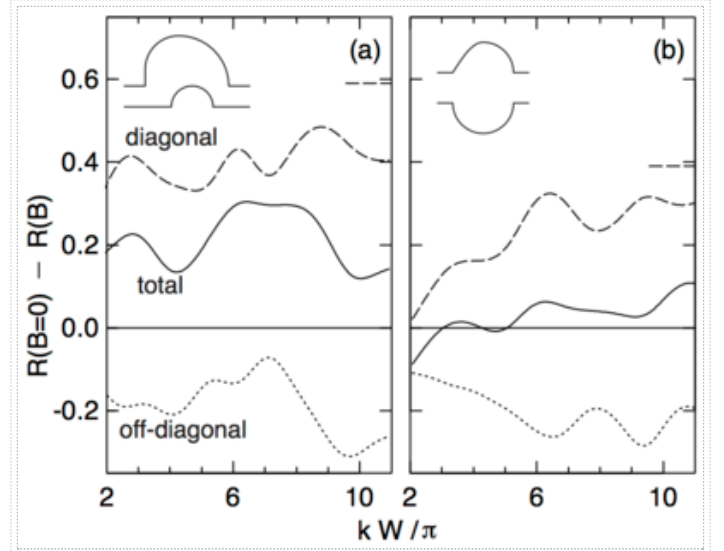 (a)
(b)
0.6
diagonal
0.4
0.2
total
0.0
-0.2
off-diagonal
R(B=0) − R(B)
2 6 10 2 6 10
k W / π